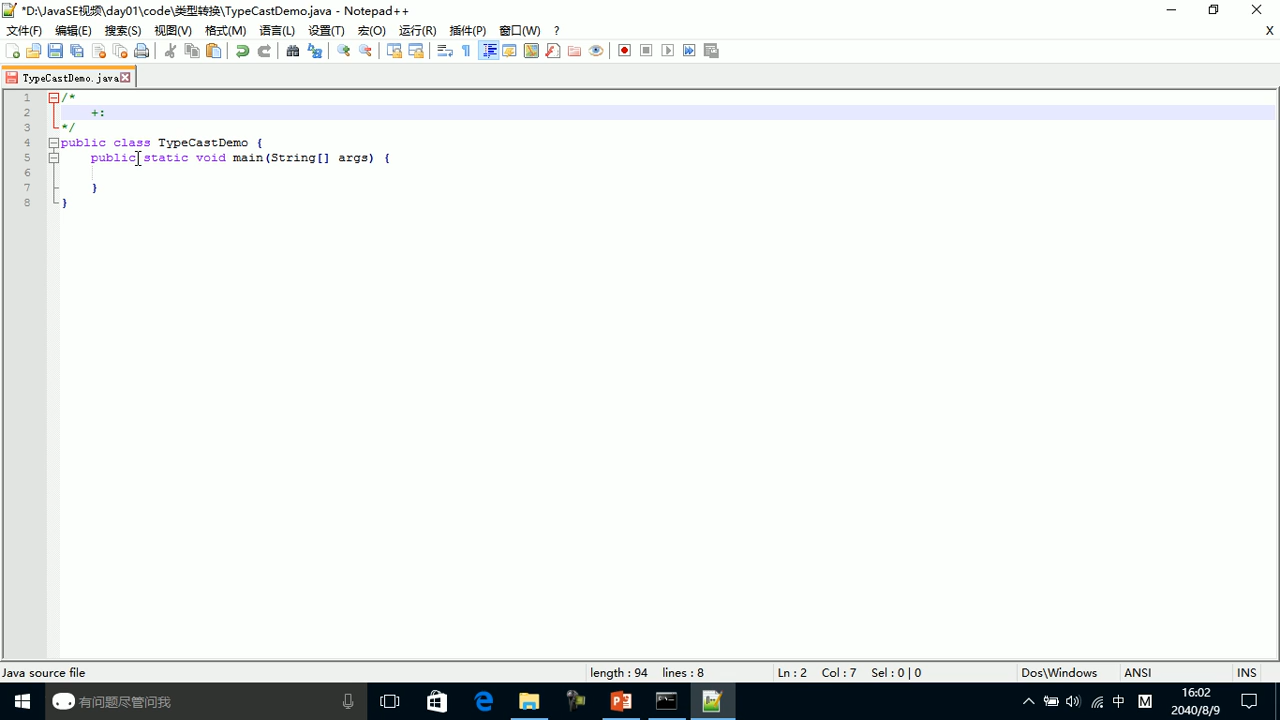 *D:\JavaSE视频\day01\code\类型转换\TypeCastDemo.java - Notepad++
文件(F) 编辑(E) 搜索(S) 视图(V) 格式(M) 语言(L) 设置(T) 宏(O) 运行(R) 插件(P) 窗口(W) ? X
TypeCastDemo.java
1 /*
2 +:
3 */
4 public class TypeCastDemo {
5 public static void main(String[] args) {
6
7 }
8 }
Java source file length : 94 lines : 8 Ln : 2 Col : 7 Sel : 0 | 0 Dos\Windows ANSI INS
有问题尽管问我 中 M 16:02
2040/8/9